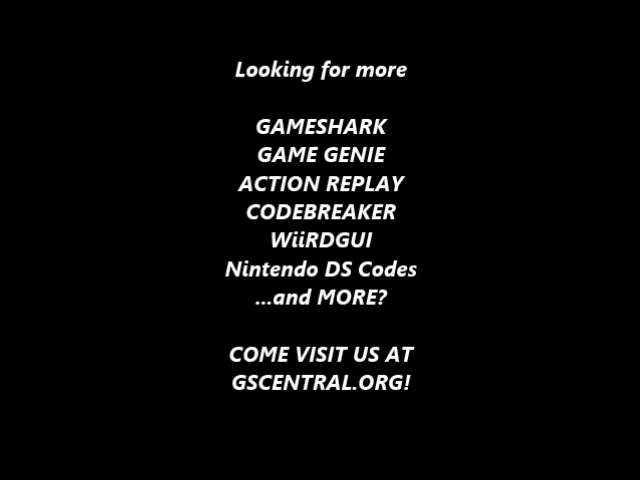 Looking for more
GAMESHARK
GAME GENIE
ACTION REPLAY
CODEBREAKER
WiiRDGUI
Nintendo DS Codes
...and MORE?
COME VISIT US AT
GSCENTRAL.ORG!